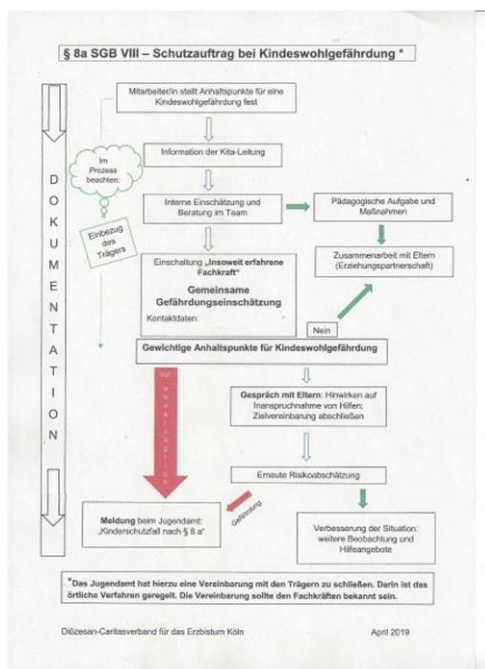 § 8a SGB VIII – Schutzauftrag bei Kindeswohlgefährdung *
Mitarbeiter/in stellt Anhaltspunkte für eine
Kindeswohlgefährdung fest
Im
Prozess
beachten:
Information der Kita-Leitung
Interne Einschätzung und
Beratung im Team
Pädagogische Aufgabe und
Maßnahmen
Einbezug
des
Trägers
Zusammenarbeit mit Eltern
(Erziehungspartnerschaft)
Einschaltung „Insoweit erfahrene
Fachkraft“
Gemeinsame
Gefährdungseinschätzung
Kontaktdaten:
Nein
Gewichtige Anhaltspunkte für Kindeswohlgefährdung
DOKUMENTATION
Gespräch mit Eltern: Hinwirken auf
Inanspruchnahme von Hilfen;
Zielvereinbarung abschließen
Erneute Risikoabschätzung
Gefährdung
Meldung beim Jugendamt:
„Kinderschutzfall nach § 8 a“
Verbesserung der Situation:
weitere Beobachtung und
Hilfeangebote
*Das Jugendamt hat hierzu eine Vereinbarung mit den Trägern zu schließen. Darin ist das
örtliche Verfahren geregelt. Die Vereinbarung sollte den Fachkräften bekannt sein.
Diözesan-Caritasverband für das Erzbistum Köln
April 2019